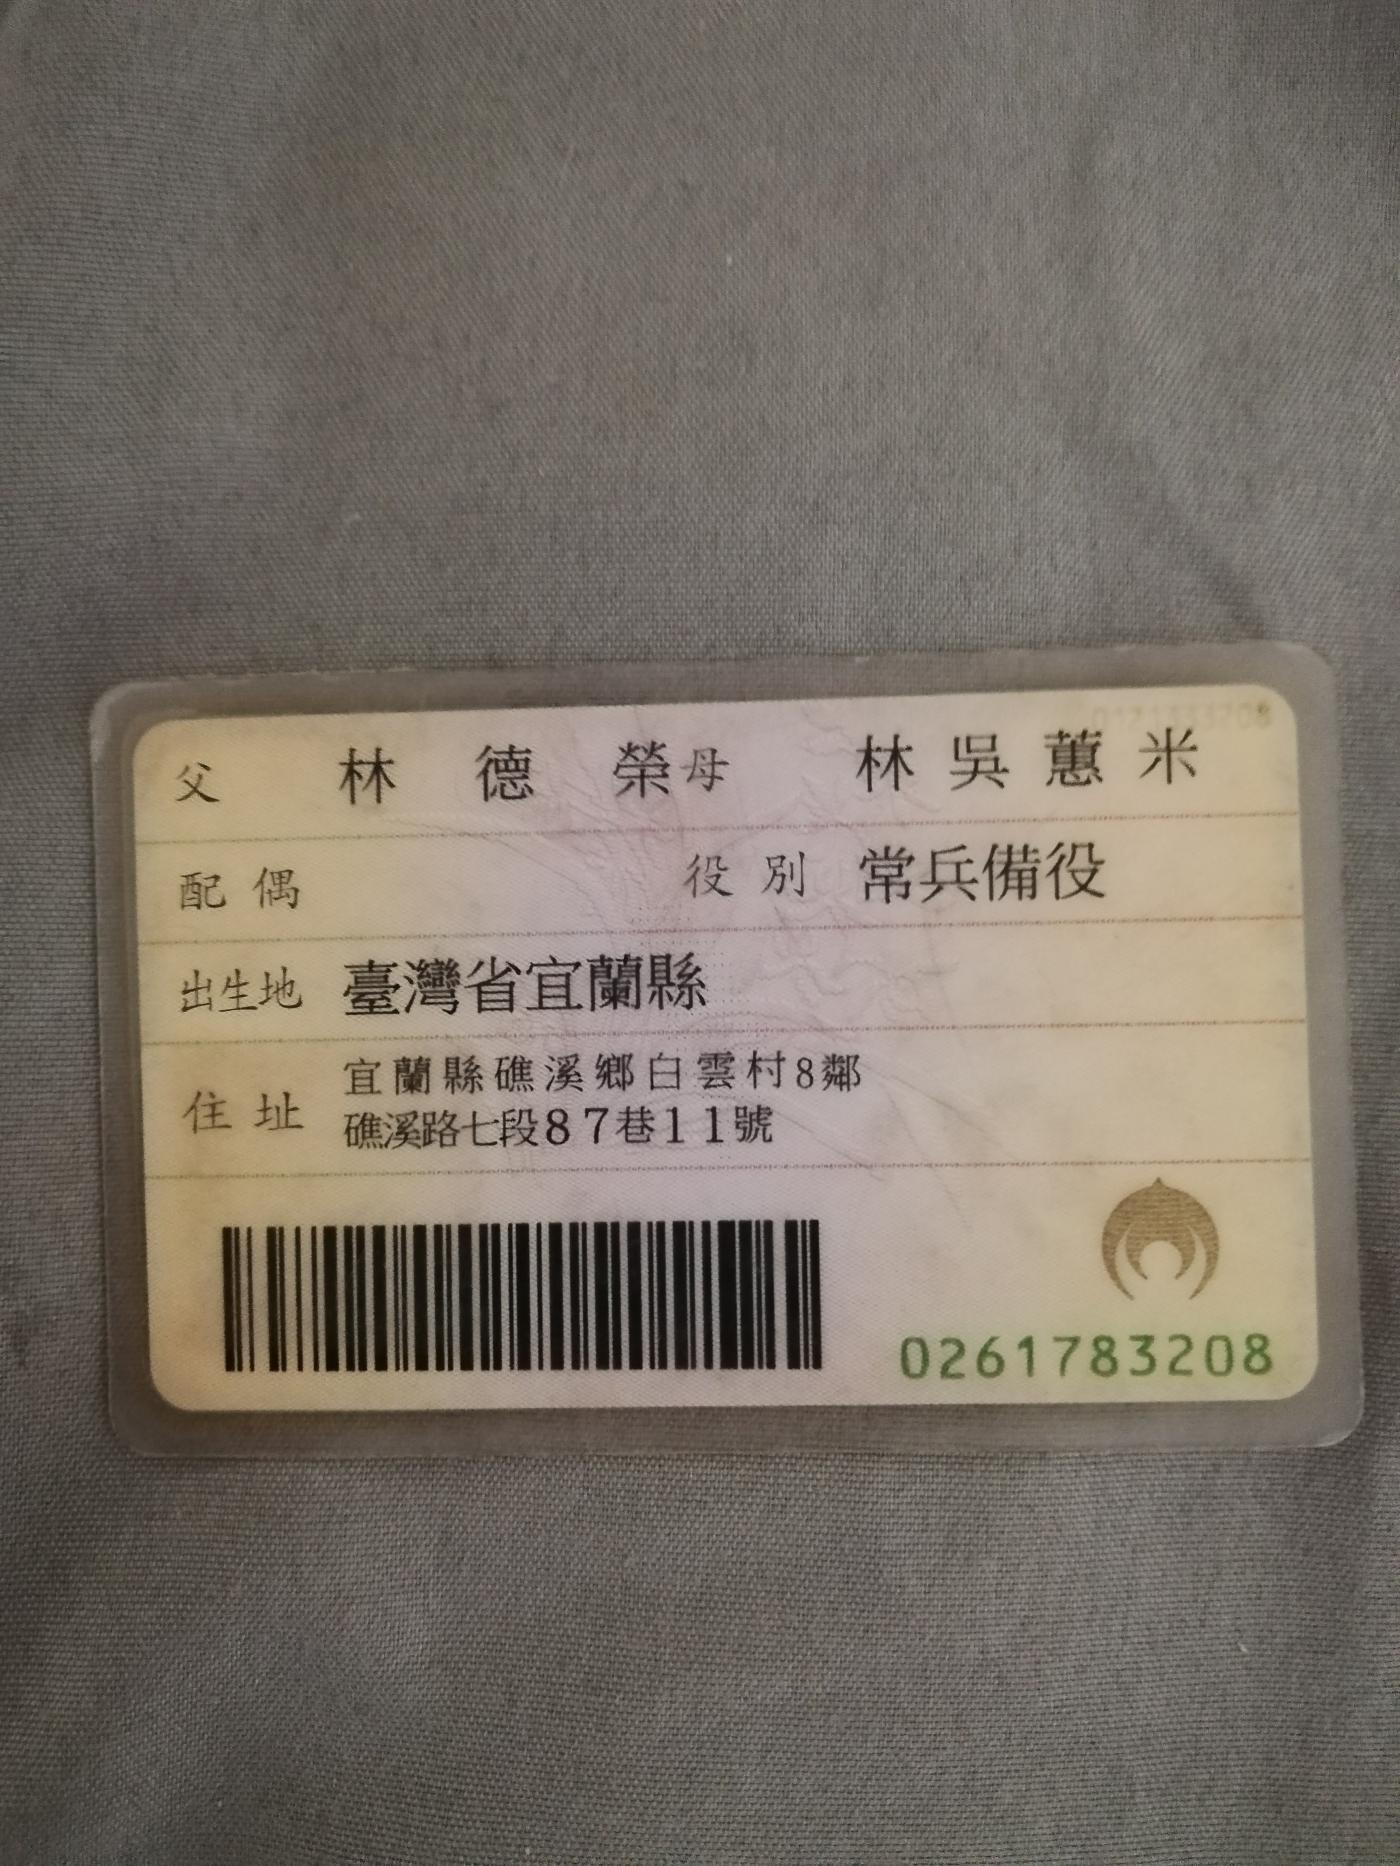 父 林德榮 母 林吳蕙米
配偶 役別 常兵備役
出生地 臺灣省宜蘭縣
住址 宜蘭縣礁溪鄉白雲村8鄰
礁溪路七段87巷11號
0261783208